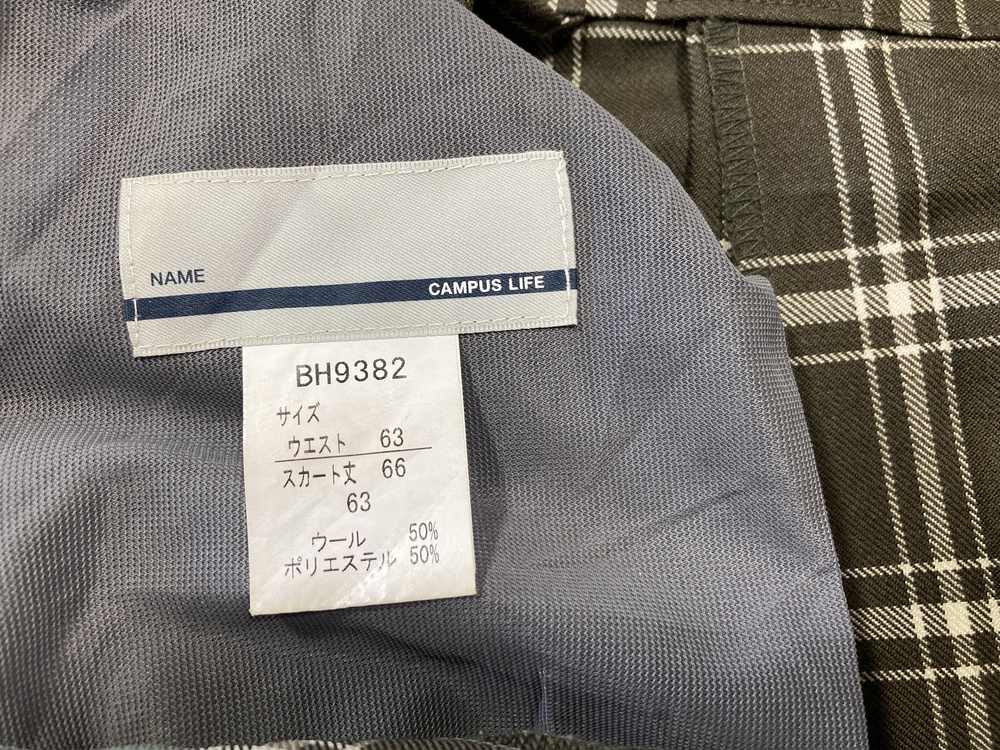 NAME
CAMPUS LIFE
BH9382
サイズ
ウエスト 63
スカート丈 66
63
ウール 50%
ポリエステル 50%